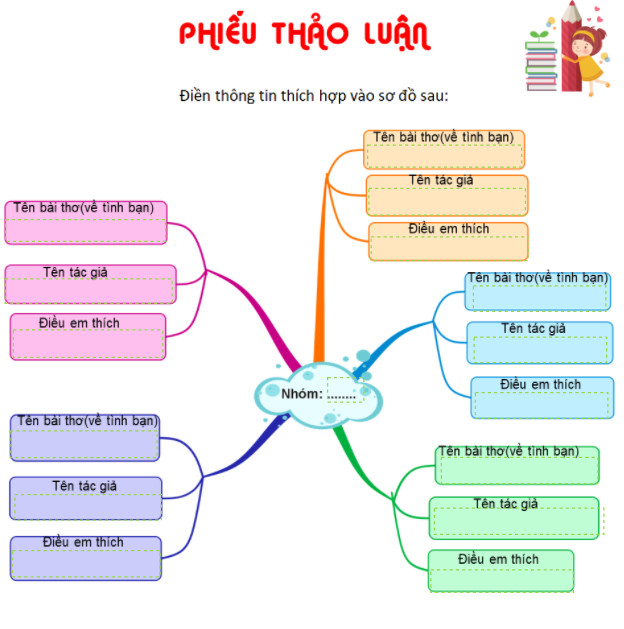 PHIẾU THẢO LUẬN
Điền thông tin thích hợp vào sơ đồ sau:
Tên bài thơ(về tình bạn)
Tên tác giả
Điều em thích
Tên bài thơ(về tình bạn)
Tên tác giả
Điều em thích
Tên bài thơ(về tình bạn)
Tên tác giả
Điều em thích
Nhóm: ........
Tên bài thơ(về tình bạn)
Tên tác giả
Điều em thích
Tên bài thơ(về tình bạn)
Tên tác giả
Điều em thích